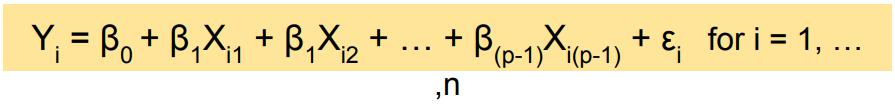 Yᵢ = β₀ + β₁Xᵢ₁ + β₁Xᵢ₂ + … + β₍ₚ₋₁₎Xᵢ₍ₚ₋₁₎ + εᵢ for i = 1, …
,n